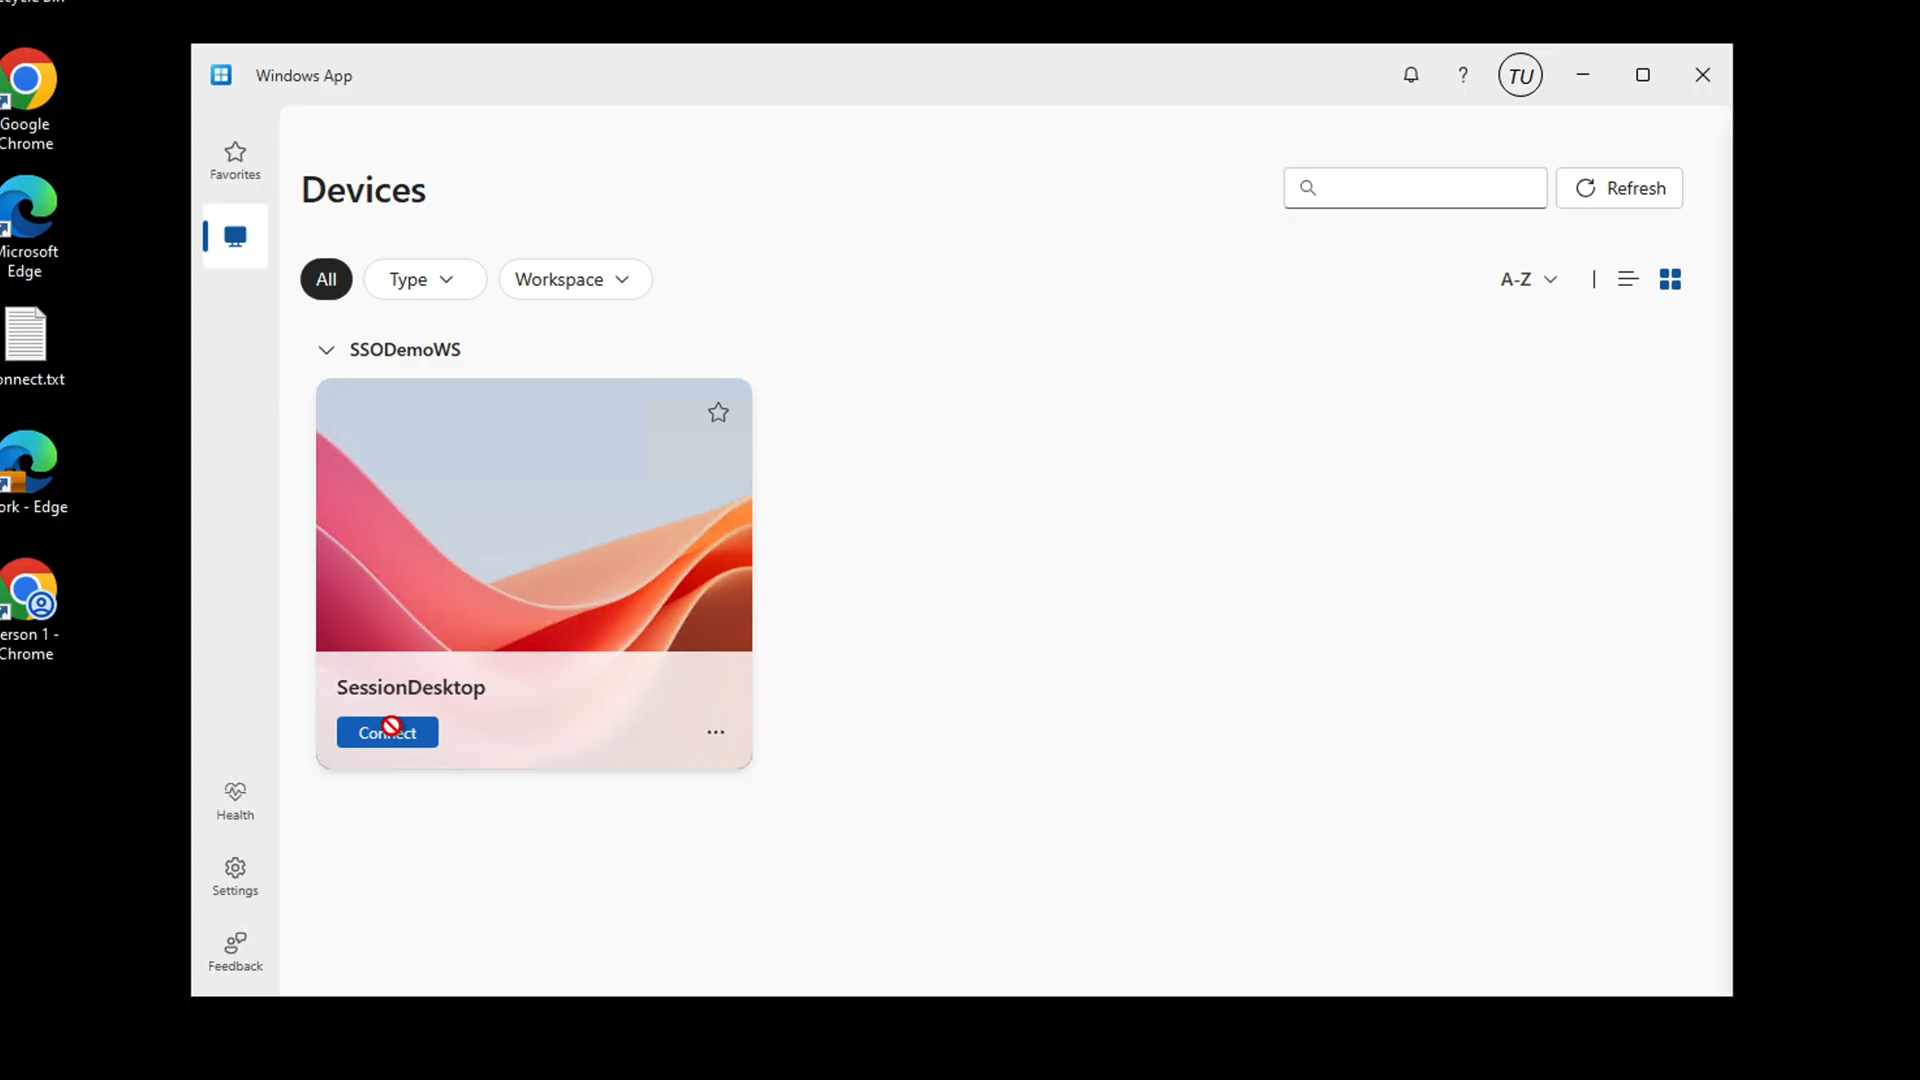 Google
Chrome
Microsoft
Edge
onnect.txt
ork - Edge
erson 1 -
Chrome
Windows App
?
TU
Favorites
Devices
Refresh
All
Type
Workspace
A-Z
SSODemoWS
SessionDesktop
Connect
Health
Settings
Feedback